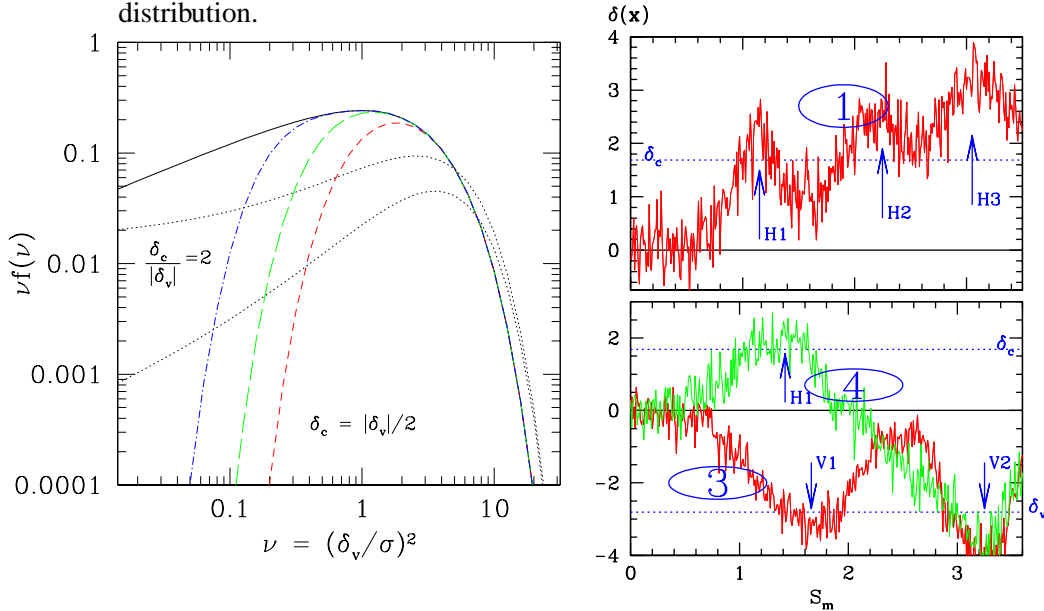 distribution.
1
0.1
0.01
0.001
0.0001
νf(ν)
δc/|δv| =2
δc = |δv|/2
0.1 1 10
ν = (δv/σ)²
δ(x)
4
3
2
1
0
δc
1
H1
H2
H3
2
0
-2
-4
δc
H1
4
3
V1
V2
δv
0 1 2 3
Sm